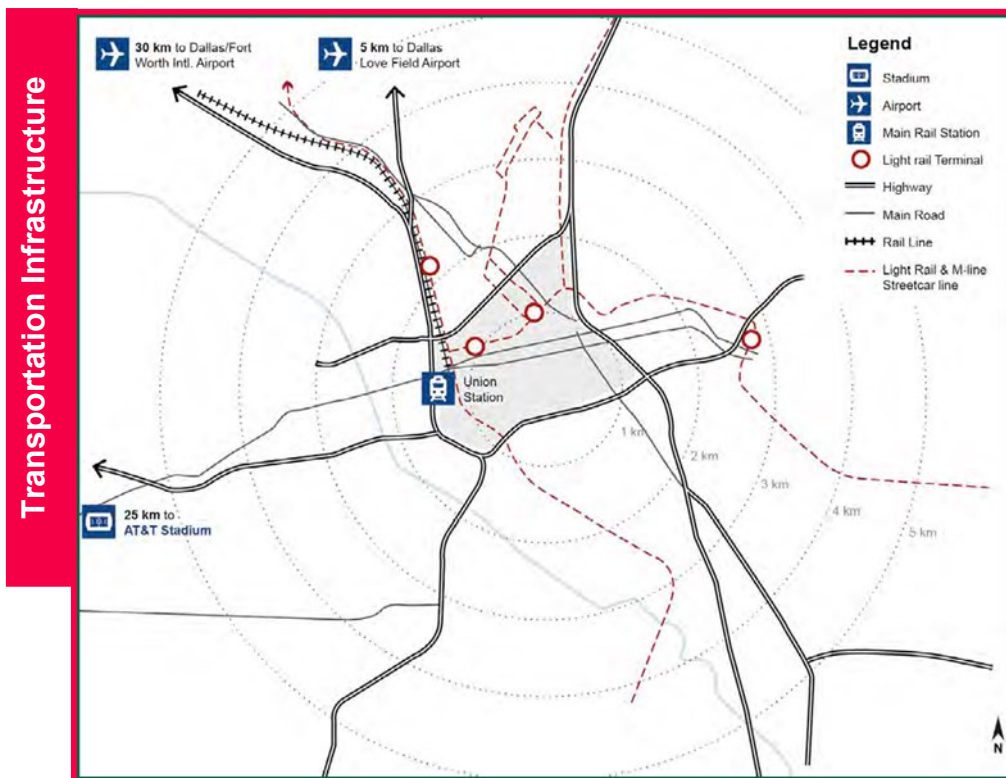 Transportation Infrastructure
30 km to Dallas/Fort
Worth Intl. Airport
5 km to Dallas
Love Field Airport
Legend
Stadium
Airport
Main Rail Station
Light rail Terminal
Highway
Main Road
Rail Line
Light Rail & M-line
Streetcar line
Union
Station
1 km
2 km
3 km
4 km
5 km
25 km to
AT&T Stadium
N